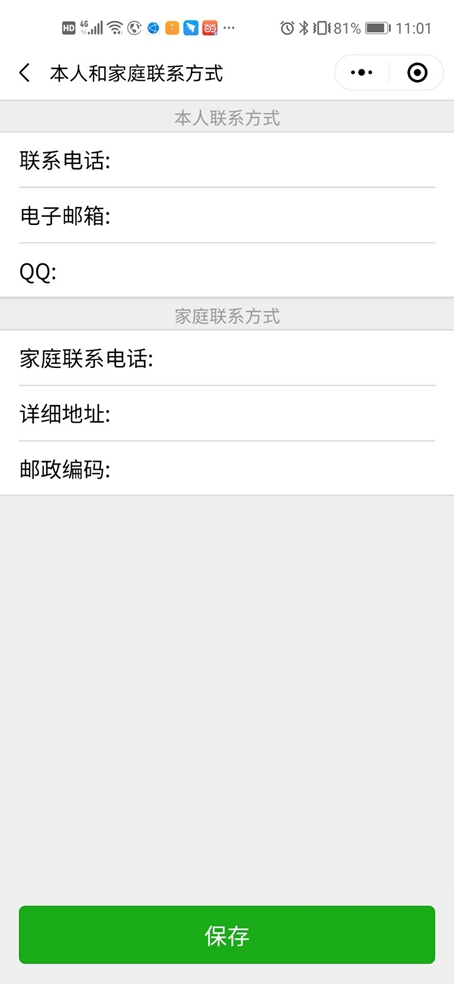 HD 4G 81% 11:01
本人和家庭联系方式
本人联系方式
联系电话:
电子邮箱:
QQ:
家庭联系方式
家庭联系电话:
详细地址:
邮政编码:
保存